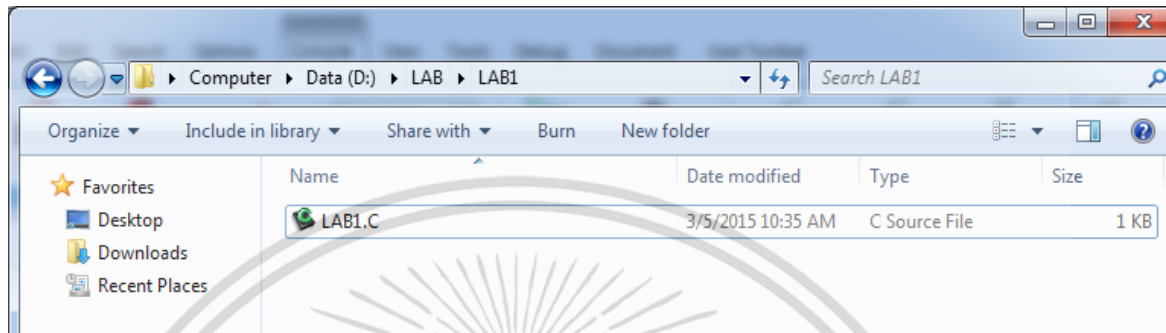 Computer Data (D:) LAB LAB1 Search LAB1
Organize Include in library Share with Burn New folder
Name Date modified Type Size
Favorites
LAB1.C 3/5/2015 10:35 AM C Source File 1 KB
Desktop
Downloads
Recent Places